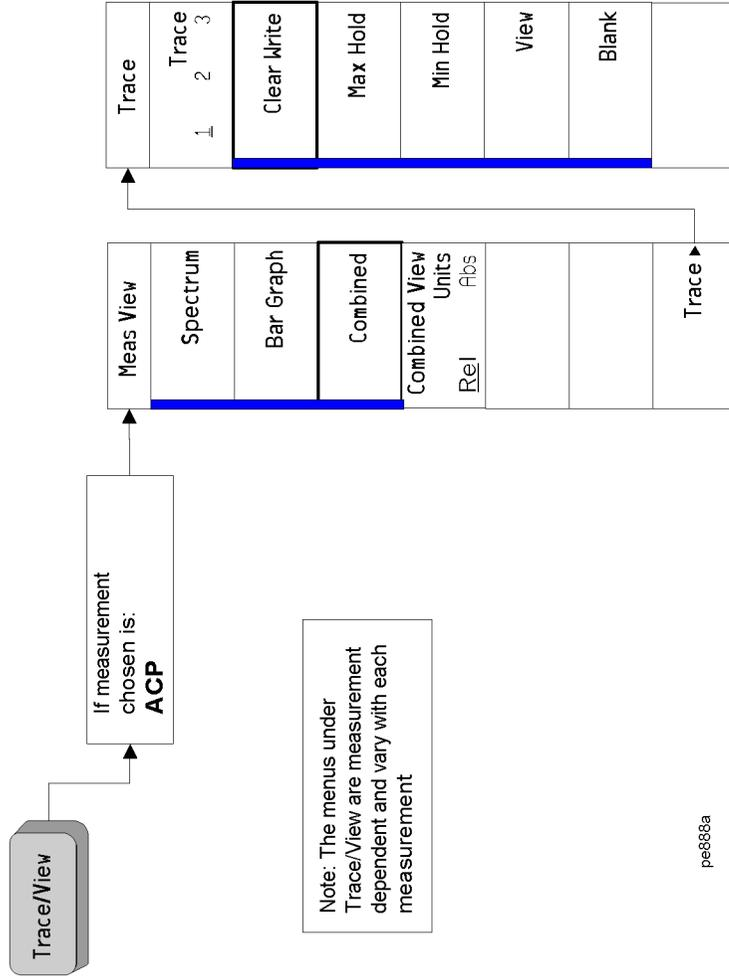 Trace/View
If measurement
chosen is:
ACP
Note: The menus under
Trace/View are measurement
dependent and vary with each
measurement
Meas View
Spectrum
Bar Graph
Combined
Combined View
Units
Rel Abs
Trace
Trace
Trace
1 2 3
Clear Write
Max Hold
Min Hold
View
Blank
pe888a